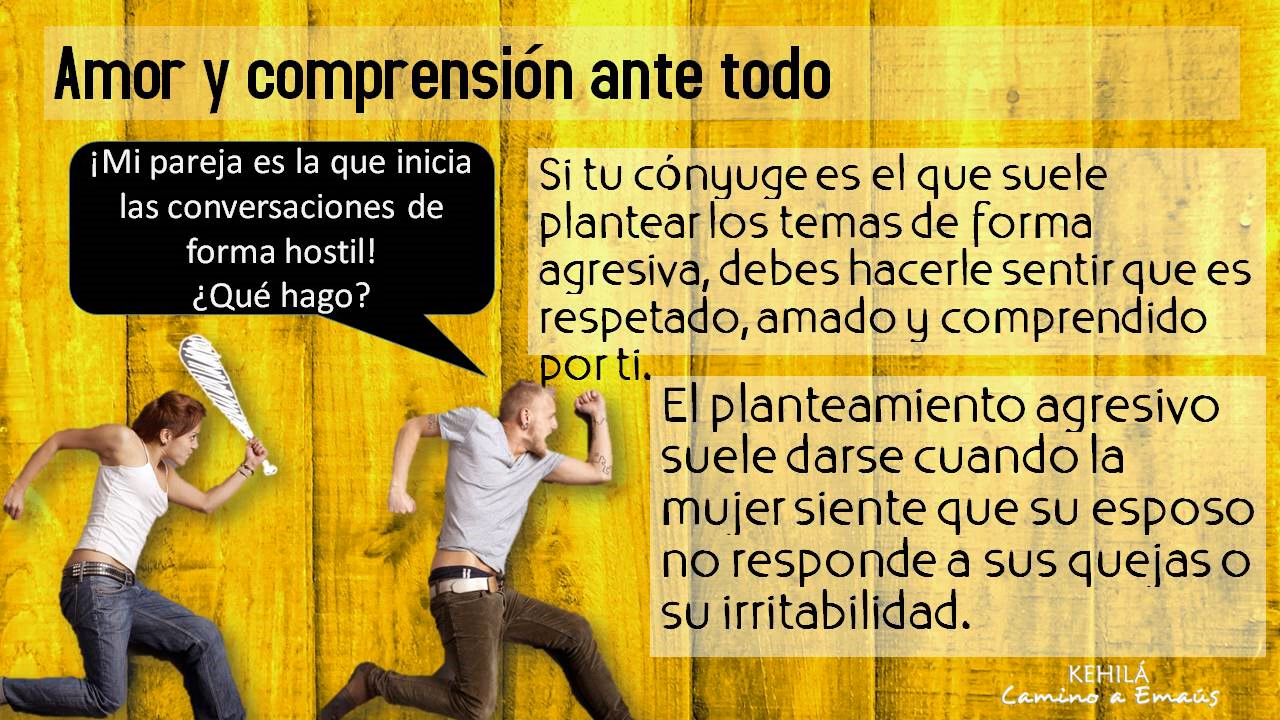 Amor y comprensión ante todo
¡Mi pareja es la que inicia
las conversaciones de
forma hostil!
¿Qué hago?
Si tu cónyuge es el que suele
plantear los temas de forma
agresiva, debes hacerle sentir que es
respetado, amado y comprendido
por ti.
El planteamiento agresivo
suele darse cuando la
mujer siente que su esposo
no responde a sus quejas o
su irritabilidad.
KEHILÁ
Camino a Emaús